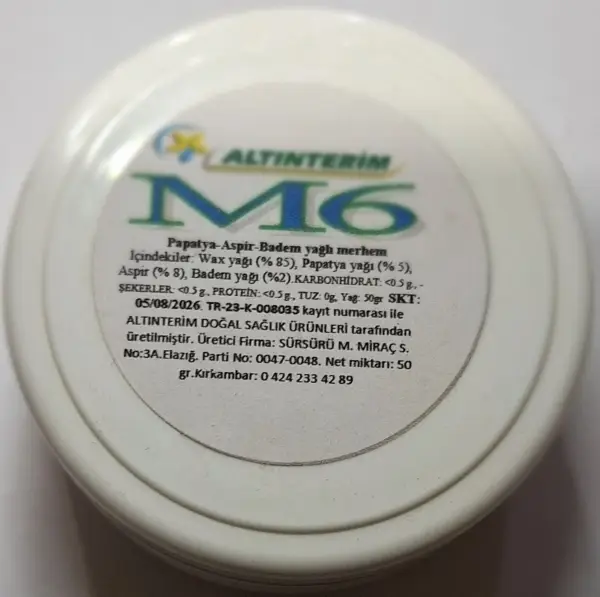 ALTINTERİM
M6
Papatya-Aspir-Badem yağlı merhem
İçindekiler: Wax yağı (% 85), Papatya yağı (% 5),
Aspir (% 8), Badem yağı (%2).KARBONHİDRAT: <0.5 g., -
ŞEKERLER: <0.5 g., PROTEİN: <0.5 g., TUZ: 0g, Yağ: 50gr SKT:
05/08/2026. TR-23-K-008035 kayıt numarası ile
ALTINTERİM DOĞAL SAĞLIK ÜRÜNLERİ tarafından
üretilmiştir. Üretici Firma: SÜRSÜRÜ M. MİRAÇ S.
No:3A.Elazığ. Parti No: 0047-0048. Net miktarı: 50
gr.Kırkambar: 0 424 233 42 89